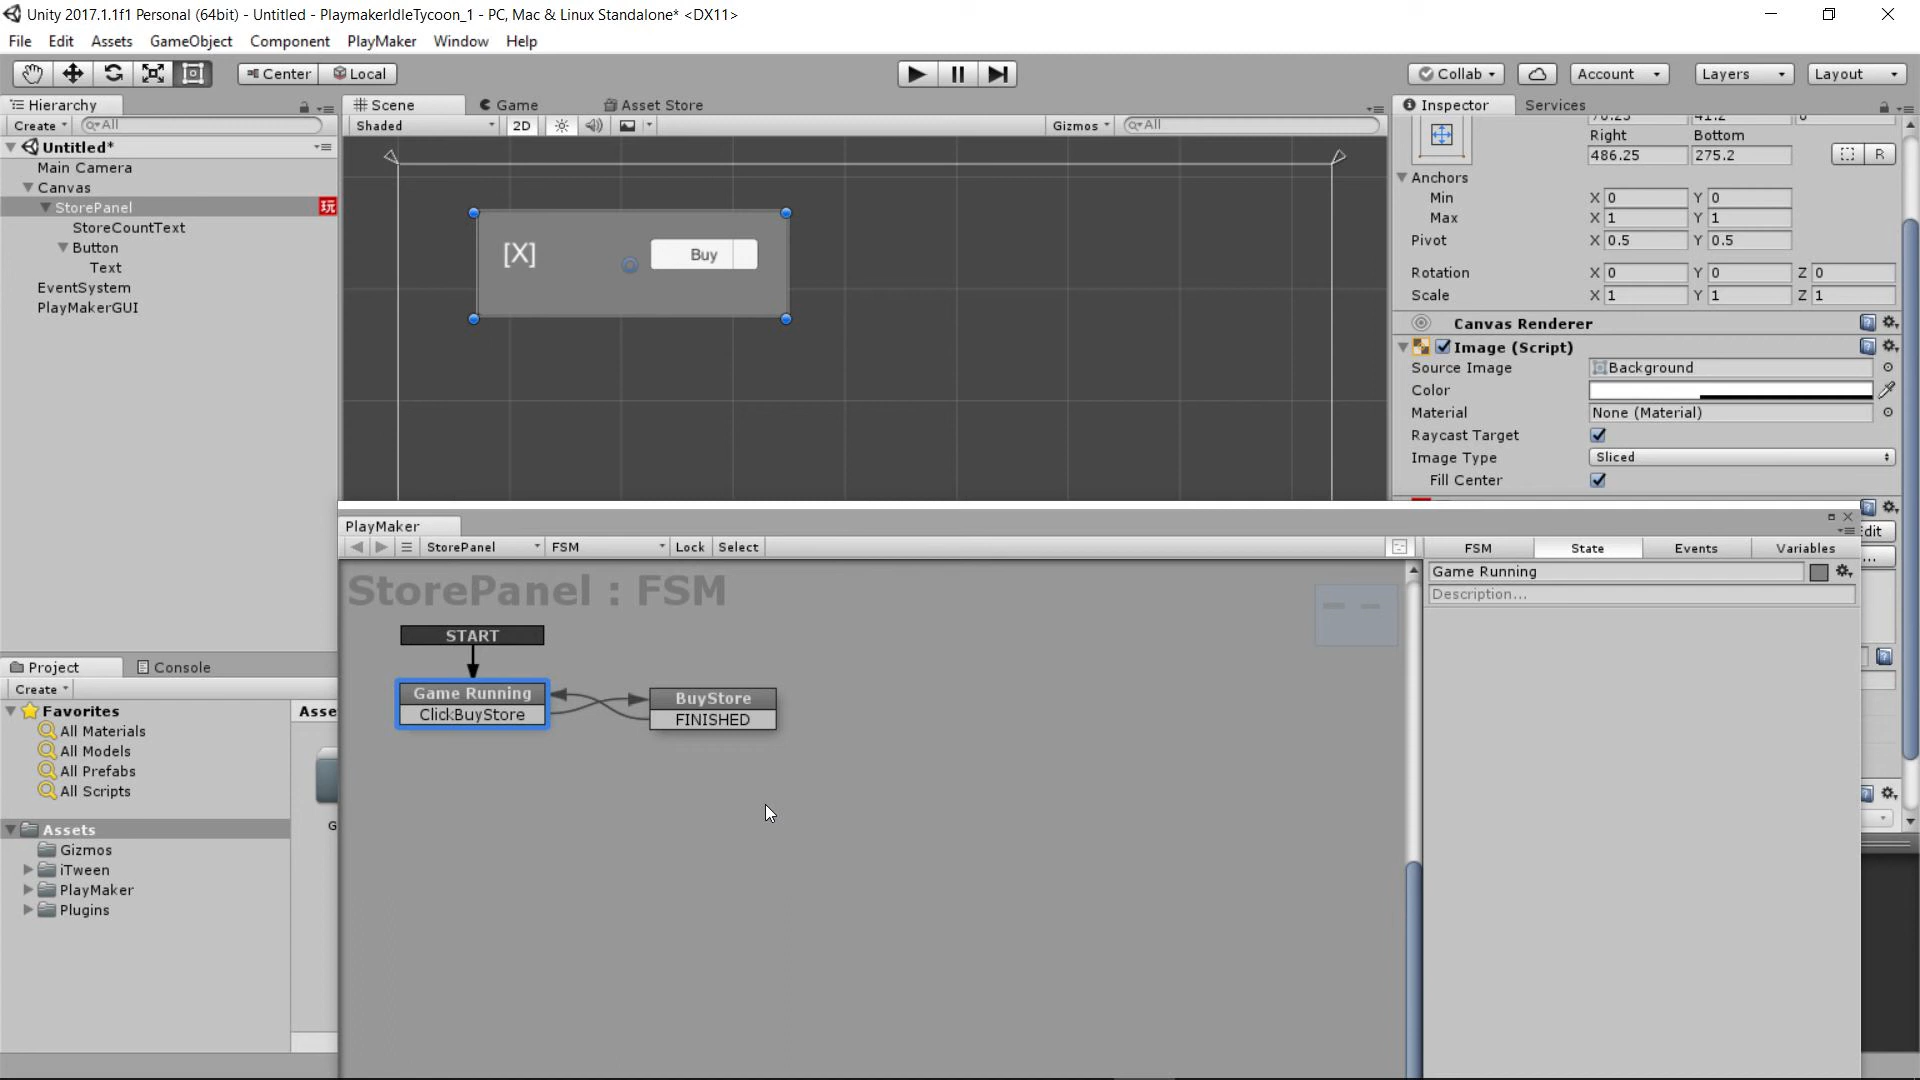 Unity 2017.1.1f1 Personal (64bit) - Untitled - PlaymakerIdleTycoon_1 - PC, Mac & Linux Standalone* <DX11>
File Edit Assets GameObject Component PlayMaker Window Help
Center Local Collab Account Layers Layout
Hierarchy
Create All
Untitled*
Main Camera
Canvas
StorePanel 玩
StoreCountText
Button
Text
EventSystem
PlayMakerGUI
Scene Game Asset Store
Shaded 2D Gizmos All
[X] Buy
Inspector Services
Right Bottom
486.25 275.2 R
Anchors
Min X 0 Y 0
Max X 1 Y 1
Pivot X 0.5 Y 0.5
Rotation X 0 Y 0 Z 0
Scale X 1 Y 1 Z 1
Canvas Renderer
Image (Script)
Source Image Background
Color
Material None (Material)
Raycast Target
Image Type Sliced
Fill Center
dit
...
PlayMaker
StorePanel FSM Lock Select
FSM State Events Variables
Game Running
Description...
StorePanel : FSM
START
Game Running
ClickBuyStore
BuyStore
FINISHED
Project Console
Create
Favorites
All Materials
All Models
All Prefabs
All Scripts
Assets
Gizmos
iTween
PlayMaker
Plugins
Asse
G